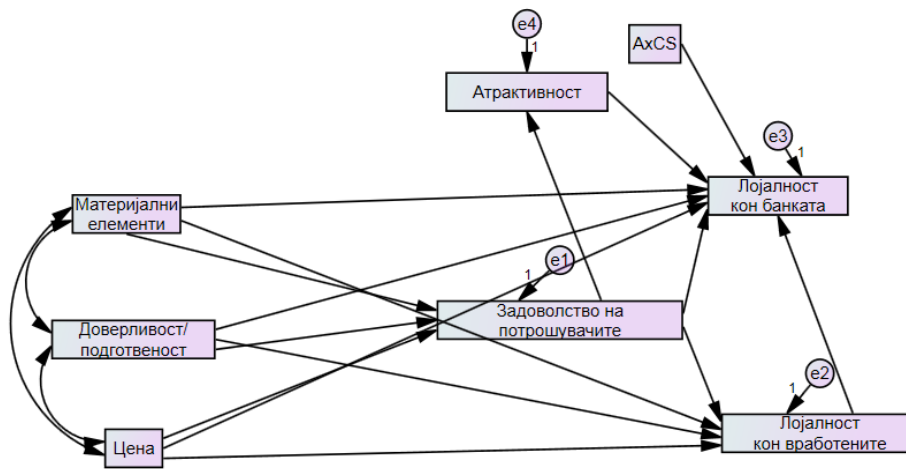 e4
1
AxCS
Атрактивност
e3
1
Материјални
елементи
Лојалност
кон банката
e1
1
Доверливост/
подготвеност
Задоволство на
потрошувачите
e2
1
Цена
Лојалност
кон вработените